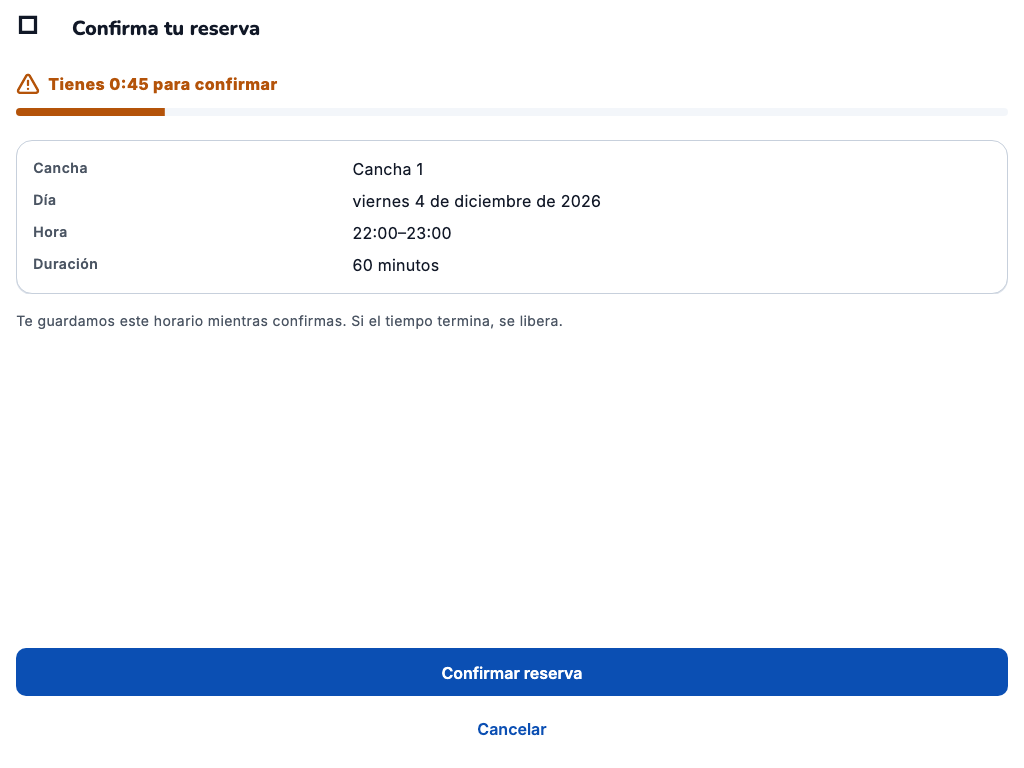 Confirma tu reserva
Tienes 0:45 para confirmar
Cancha Cancha 1
Día viernes 4 de diciembre de 2026
Hora 22:00–23:00
Duración 60 minutos
Te guardamos este horario mientras confirmas. Si el tiempo termina, se libera.
Confirmar reserva
Cancelar